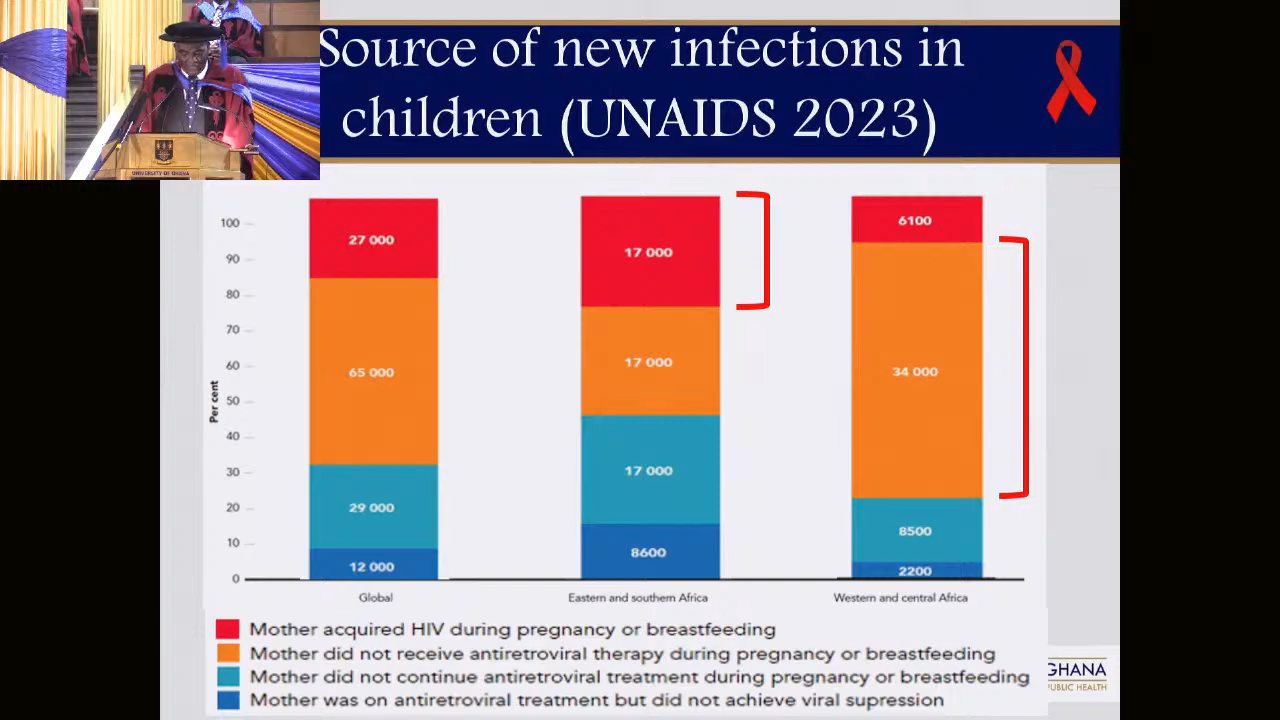 Source of new infections in
children (UNAIDS 2023)
UNIVERSITY OF GHANA
Per cent
100
90
80
70
60
50
40
30
20
10
0
27 000
65 000
29 000
12 000
17 000
17 000
17 000
8600
6100
34 000
8500
2200
Global
Eastern and southern Africa
Western and central Africa
Mother acquired HIV during pregnancy or breastfeeding
Mother did not receive antiretroviral therapy during pregnancy or breastfeeding
Mother did not continue antiretroviral treatment during pregnancy or breastfeeding
Mother was on antiretroviral treatment but did not achieve viral supression
GHANA
PUBLIC HEALTH